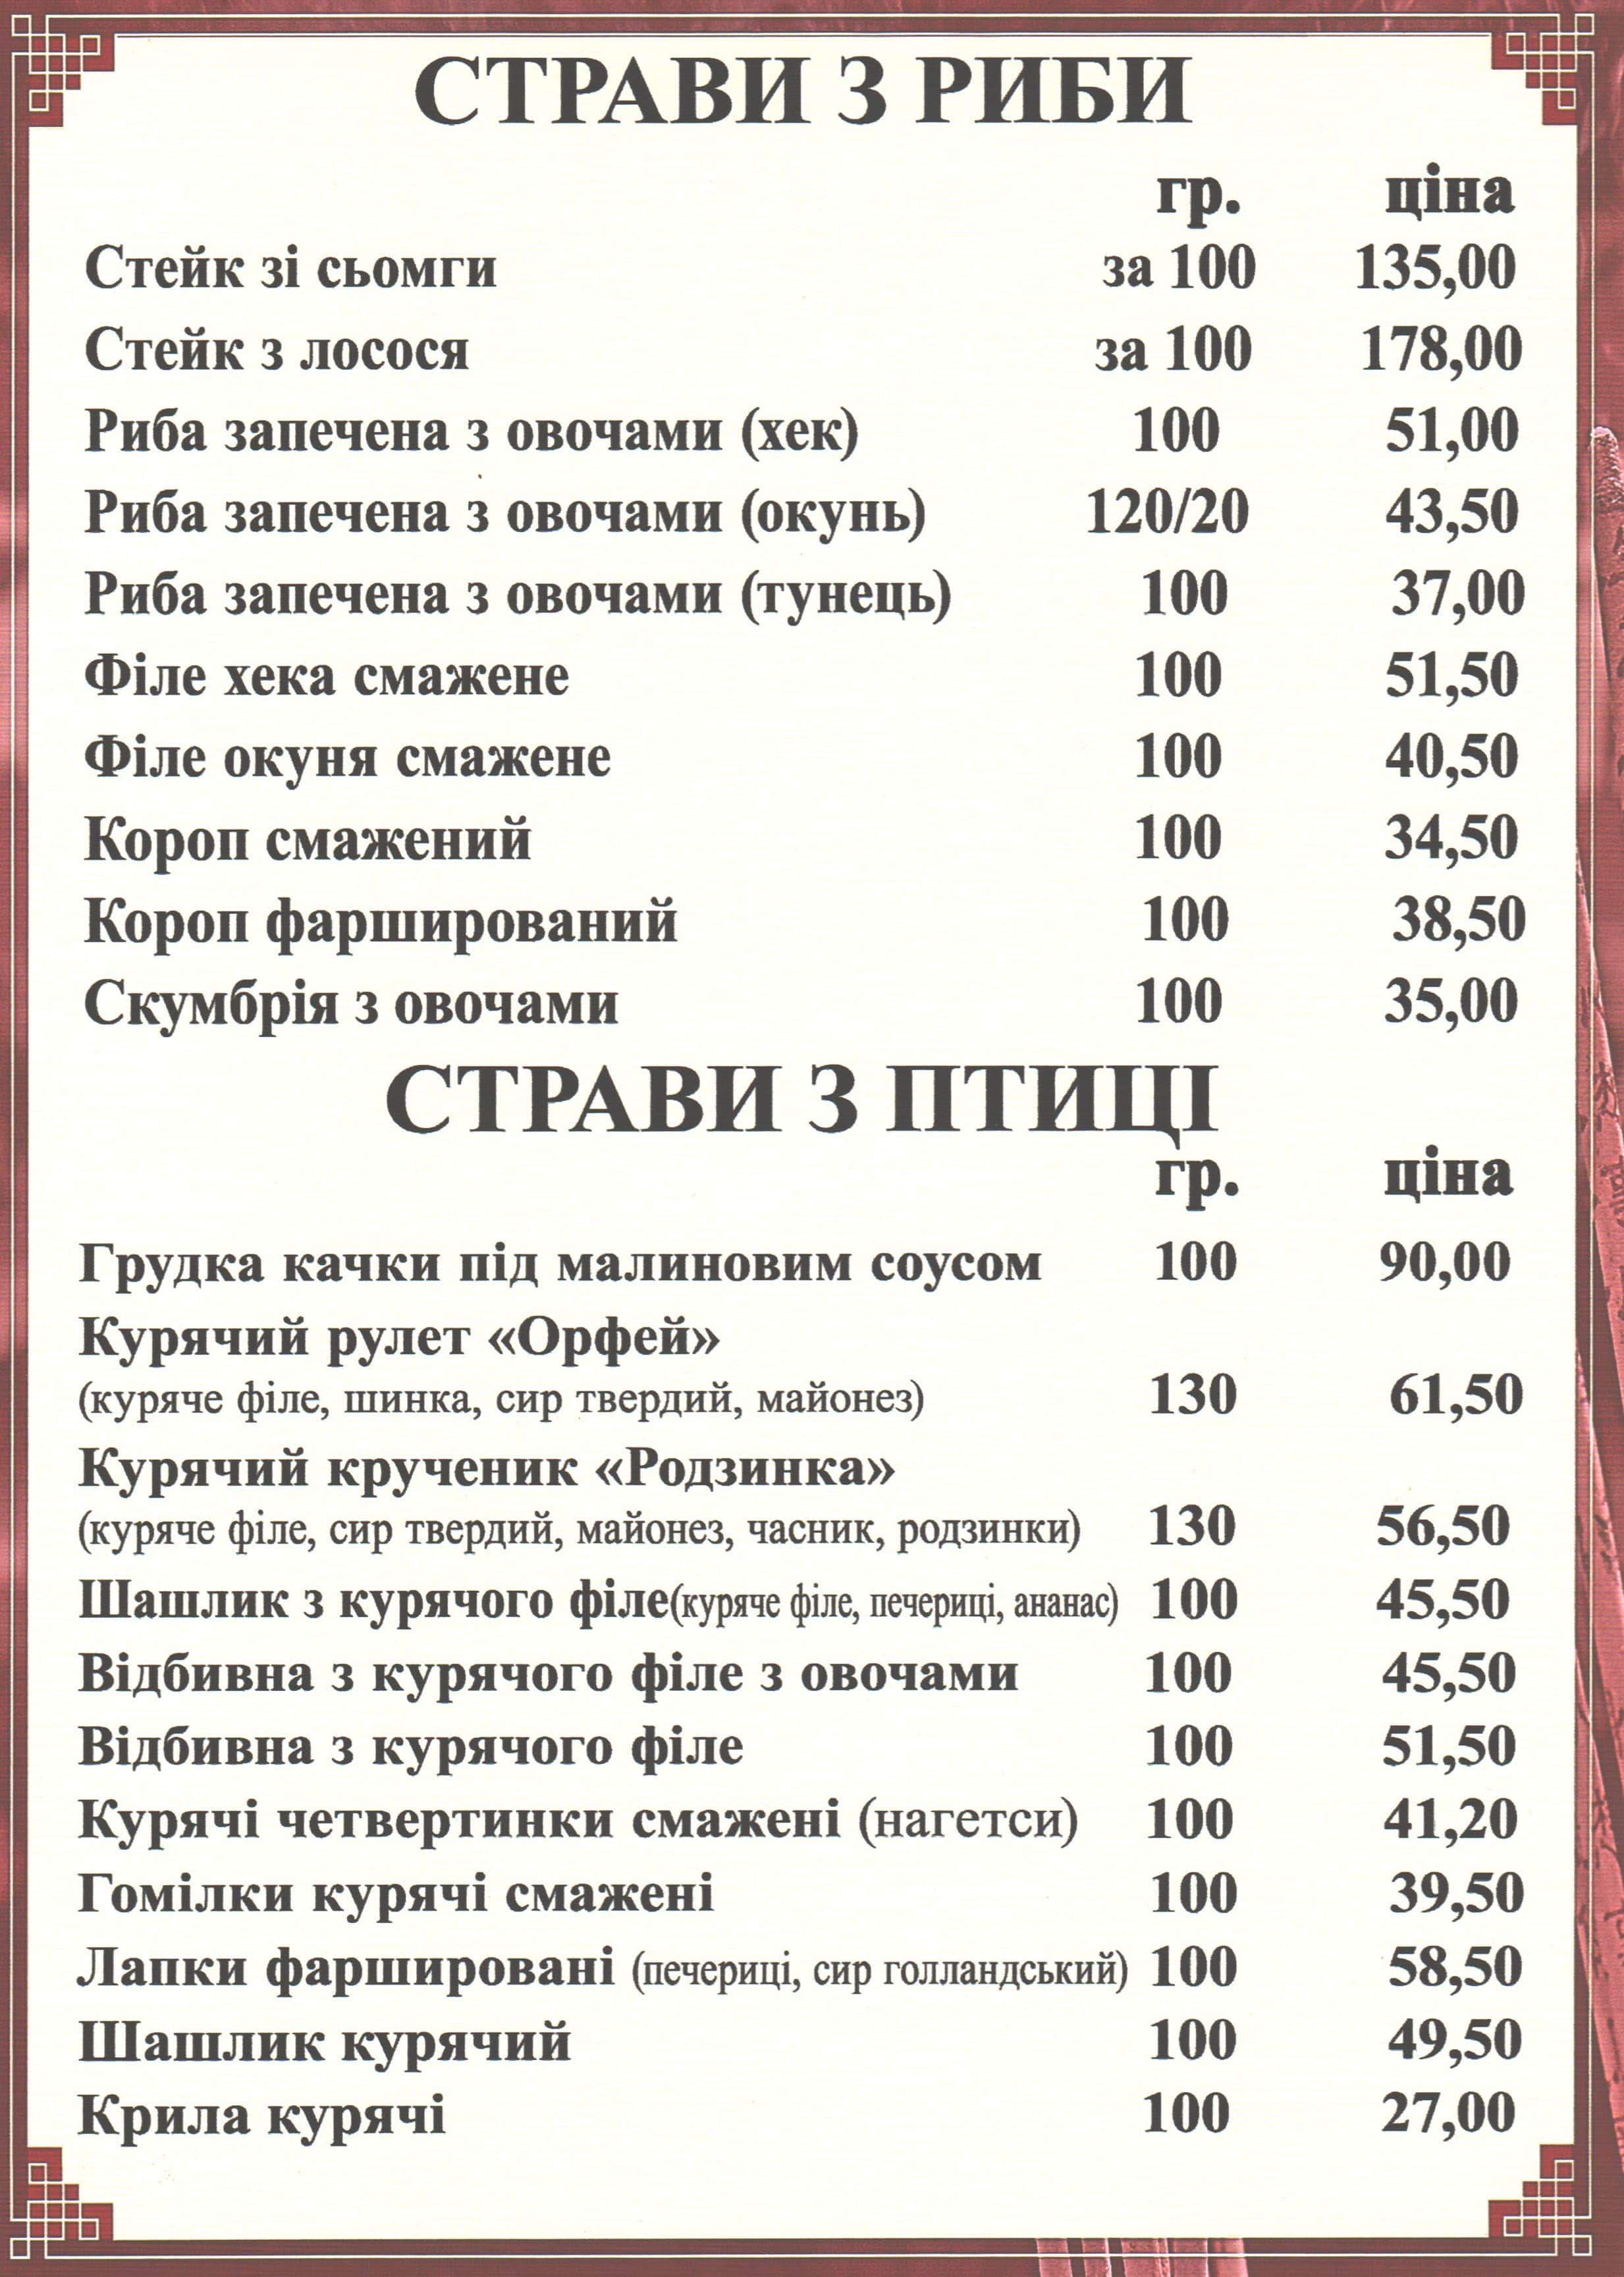 СТРАВИ З РИБИ
гр. ціна
Стейк зі сьомги за 100 135,00
Стейк з лосося за 100 178,00
Риба запечена з овочами (хек) 100 51,00
Риба запечена з овочами (окунь) 120/20 43,50
Риба запечена з овочами (тунець) 100 37,00
Філе хека смажене 100 51,50
Філе окуня смажене 100 40,50
Короп смажений 100 34,50
Короп фарширований 100 38,50
Скумбрія з овочами 100 35,00
СТРАВИ З ПТИЦІ
гр. ціна
Грудка качки під малиновим соусом 100 90,00
Курячий рулет «Орфей»
(куряче філе, шинка, сир твердий, майонез) 130 61,50
Курячий крученик «Родзинка»
(куряче філе, сир твердий, майонез, часник, родзинки) 130 56,50
Шашлик з курячого філе(куряче філе, печериці, ананас) 100 45,50
Відбивна з курячого філе з овочами 100 45,50
Відбивна з курячого філе 100 51,50
Курячі четвертинки смажені (нагетси) 100 41,20
Гомілки курячі смажені 100 39,50
Лапки фаршировані (печериці, сир голландський) 100 58,50
Шашлик курячий 100 49,50
Крила курячі 100 27,00